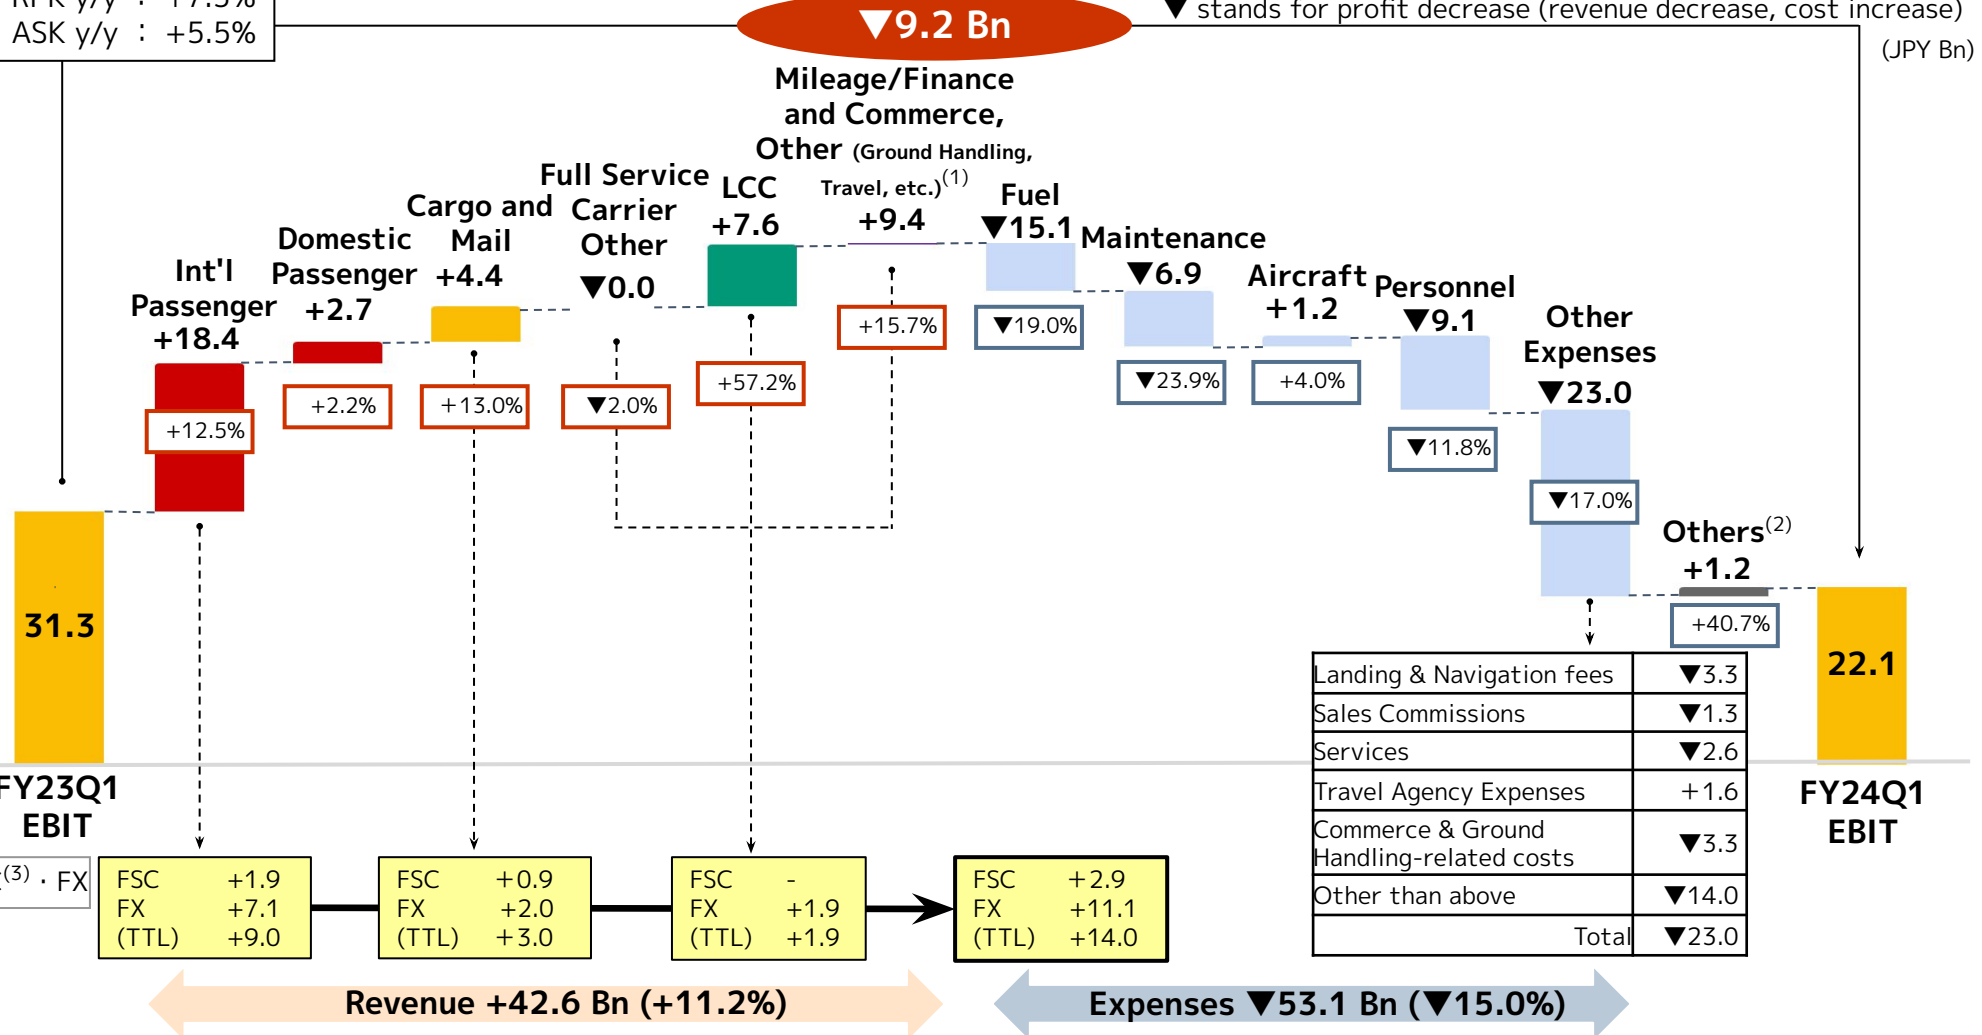 RPK y/y : +7.5%
ASK y/y : +5.5%
▼9.2 Bn
▼ stands for profit decrease (revenue decrease, cost increase)
(JPY Bn)
Mileage/Finance
and Commerce,
Other (Ground Handling,
Travel, etc.)(1)
+9.4
Full Service
Carrier
Other
▼0.0
LCC
+7.6
Fuel
▼15.1
Cargo and
Mail
+4.4
Domestic
Passenger
+2.7
Int'l
Passenger
+18.4
Maintenance
▼6.9
Aircraft
+1.2
Personnel
▼9.1
Other
Expenses
▼23.0
Others(2)
+1.2
+12.5%
+2.2%
+13.0%
▼2.0%
+57.2%
+15.7%
▼19.0%
▼23.9%
+4.0%
▼11.8%
▼17.0%
+40.7%
31.3
22.1
FY23Q1
EBIT
FY24Q1
EBIT
Landing & Navigation fees ▼3.3
Sales Commissions ▼1.3
Services ▼2.6
Travel Agency Expenses +1.6
Commerce & Ground
Handling-related costs ▼3.3
Other than above ▼14.0
Total ▼23.0
(3) · FX
FSC +1.9
FX +7.1
(TTL) +9.0
FSC +0.9
FX +2.0
(TTL) +3.0
FSC -
FX +1.9
(TTL) +1.9
FSC +2.9
FX +11.1
(TTL) +14.0
Revenue +42.6 Bn (+11.2%)
Expenses ▼53.1 Bn (▼15.0%)